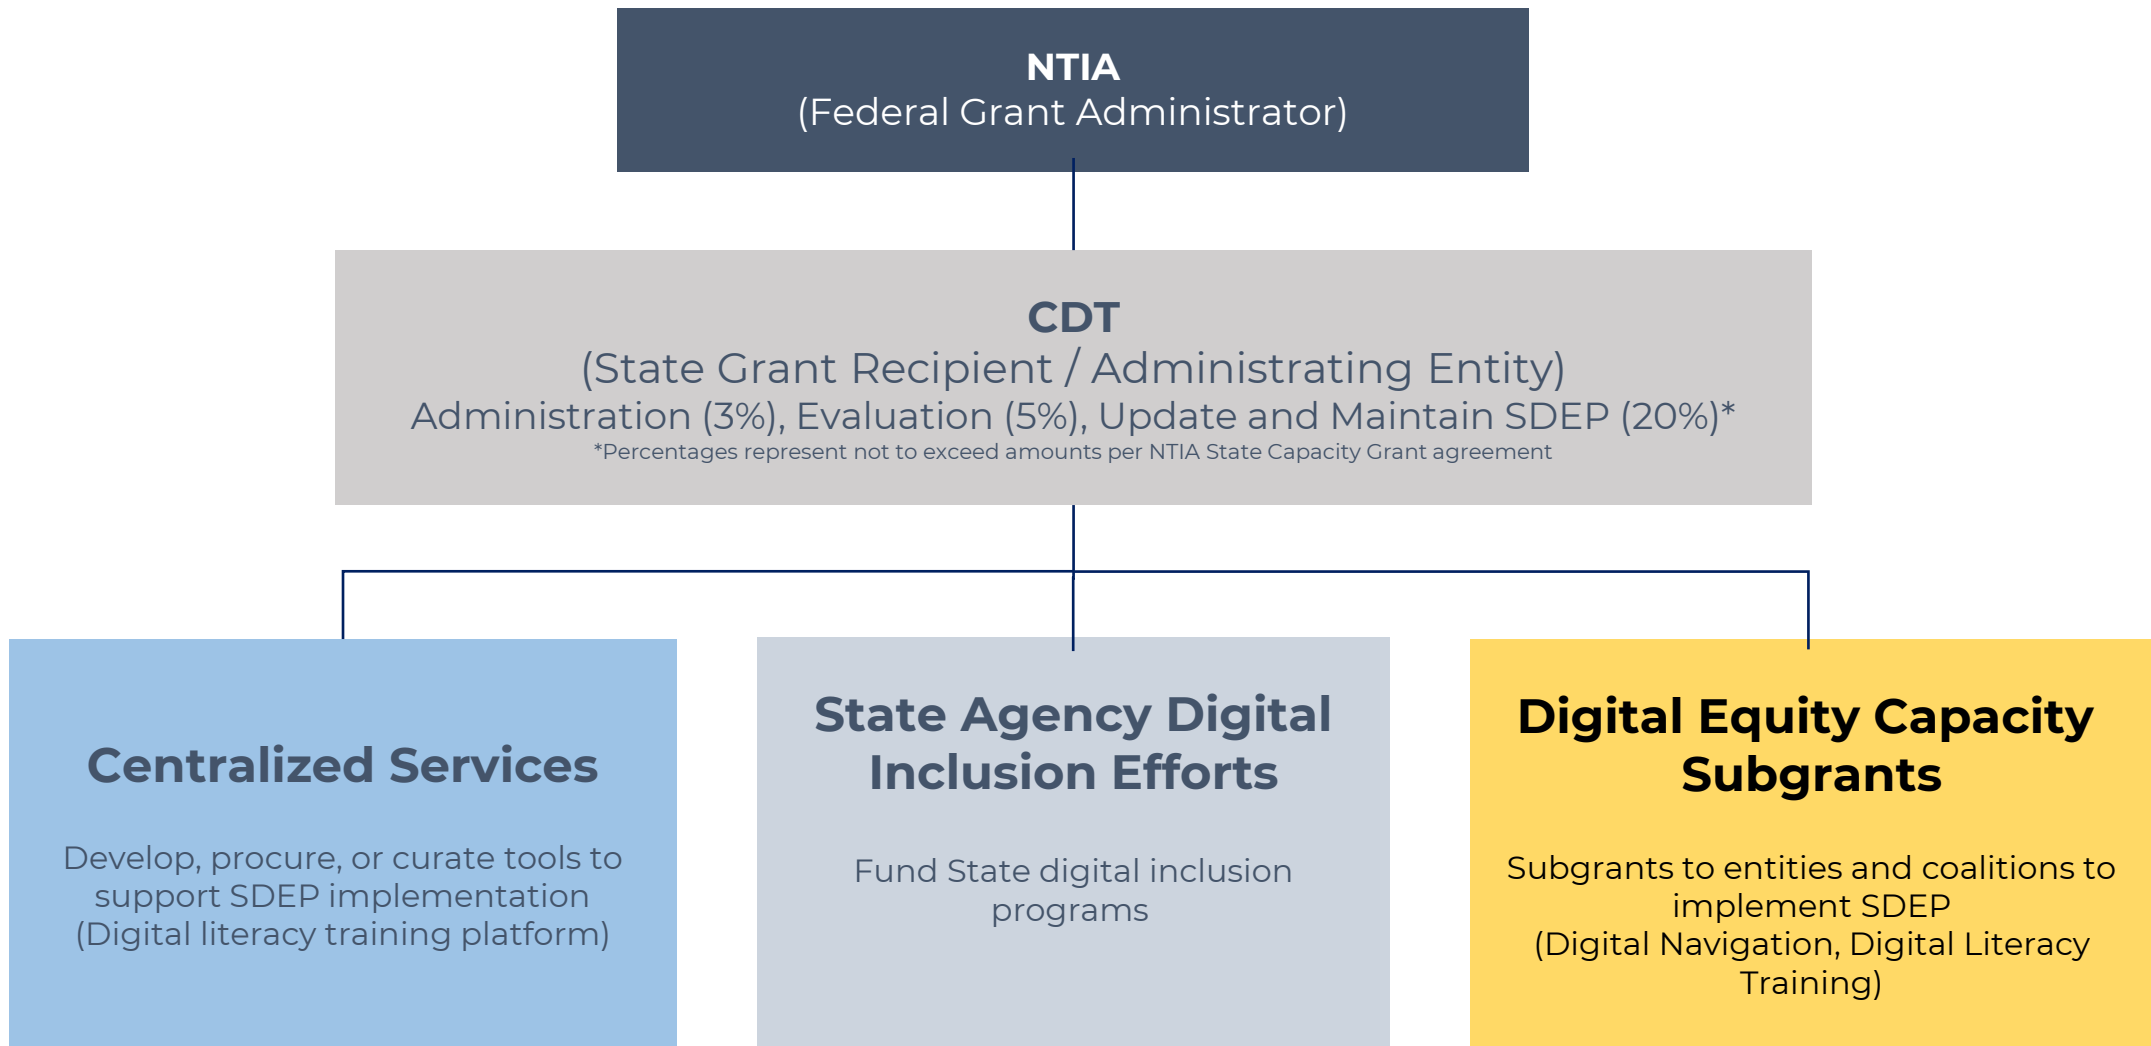 NTIA
(Federal Grant Administrator)
CDT
(State Grant Recipient / Administrating Entity)
Administration (3%), Evaluation (5%), Update and Maintain SDEP (20%)*
*Percentages represent not to exceed amounts per NTIA State Capacity Grant agreement
Centralized Services
Develop, procure, or curate tools to
support SDEP implementation
(Digital literacy training platform)
State Agency Digital
Inclusion Efforts
Fund State digital inclusion
programs
Digital Equity Capacity
Subgrants
Subgrants to entities and coalitions to
implement SDEP
(Digital Navigation, Digital Literacy
Training)